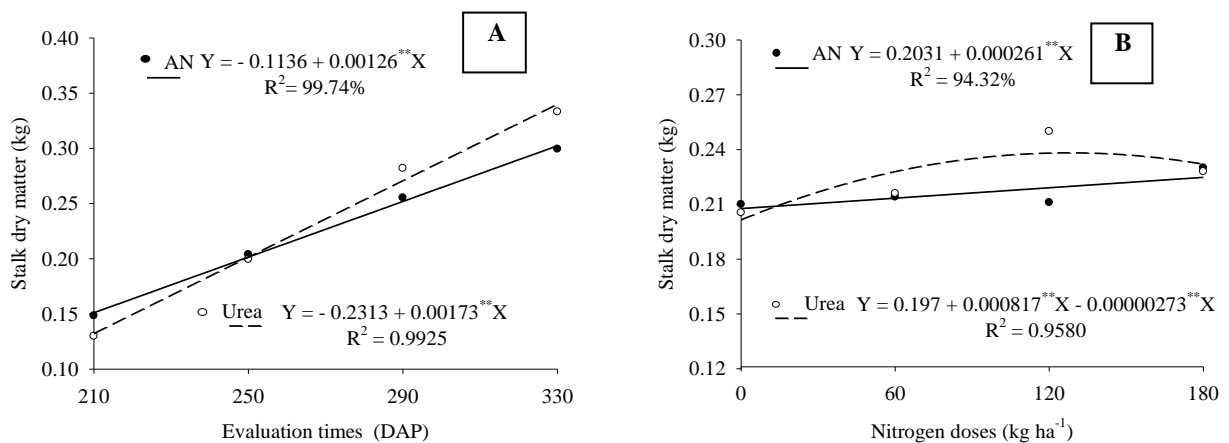 A
AN Y = - 0.1136 + 0.00126**X
R2 = 99.74%
0.40
0.35
0.30
0.25
0.20
0.15
0.10
Stalk dry matter (kg)
Urea Y = - 0.2313 + 0.00173**X
R2 = 0.9925
210 250 290 330
Evaluation times (DAP)
B
AN Y = 0.2031 + 0.000261**X
R2 = 94.32%
0.30
0.27
0.24
0.21
0.18
0.15
0.12
Stalk dry matter (kg)
Urea Y = 0.197 + 0.000817**X - 0.00000273**X
R2 = 0.9580
0 60 120 180
Nitrogen doses (kg ha-1)